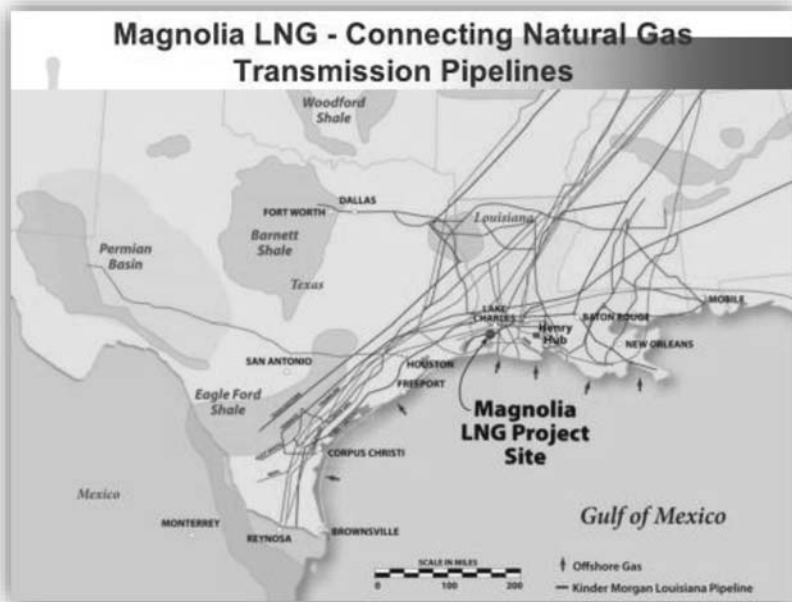 Magnolia LNG - Connecting Natural Gas
Transmission Pipelines
Woodford
Shale
DALLAS
FORT WORTH
Louisiana
Barnett
Shale
Permian
Basin
Texas
MOBILE
LAKE
CHARLES
BATON ROUGE
Henry
Hub
NEW ORLEANS
SAN ANTONIO
HOUSTON
FREEPORT
Eagle Ford
Shale
Magnolia
LNG Project
Site
CORPUS CHRISTI
Mexico
Gulf of Mexico
MONTERREY
REYNOSA
BROWNSVILLE
SCALE IN MILES
0 100 200
Offshore Gas
Kinder Morgan Louisiana Pipeline